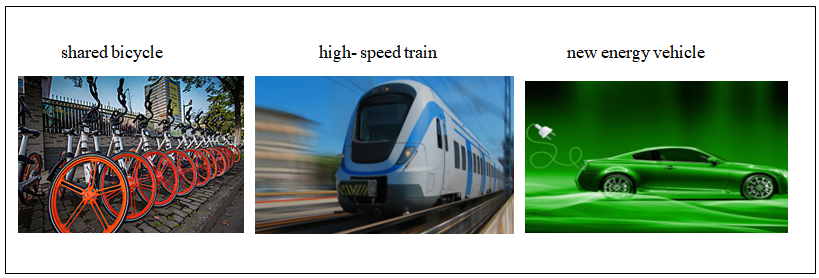 shared bicycle
high- speed train
new energy vehicle